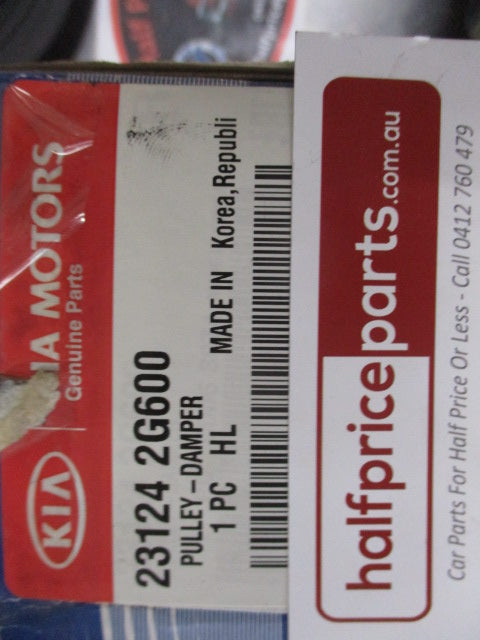 KIA
IA MOTORS
Genuine Parts
23124 2G600
PULLEY-DAMPER
1 PC HL
MADE IN Korea,Republi
halfpriceparts.com.au
Car Parts For Half Price Or Less - Call 0412 760 479